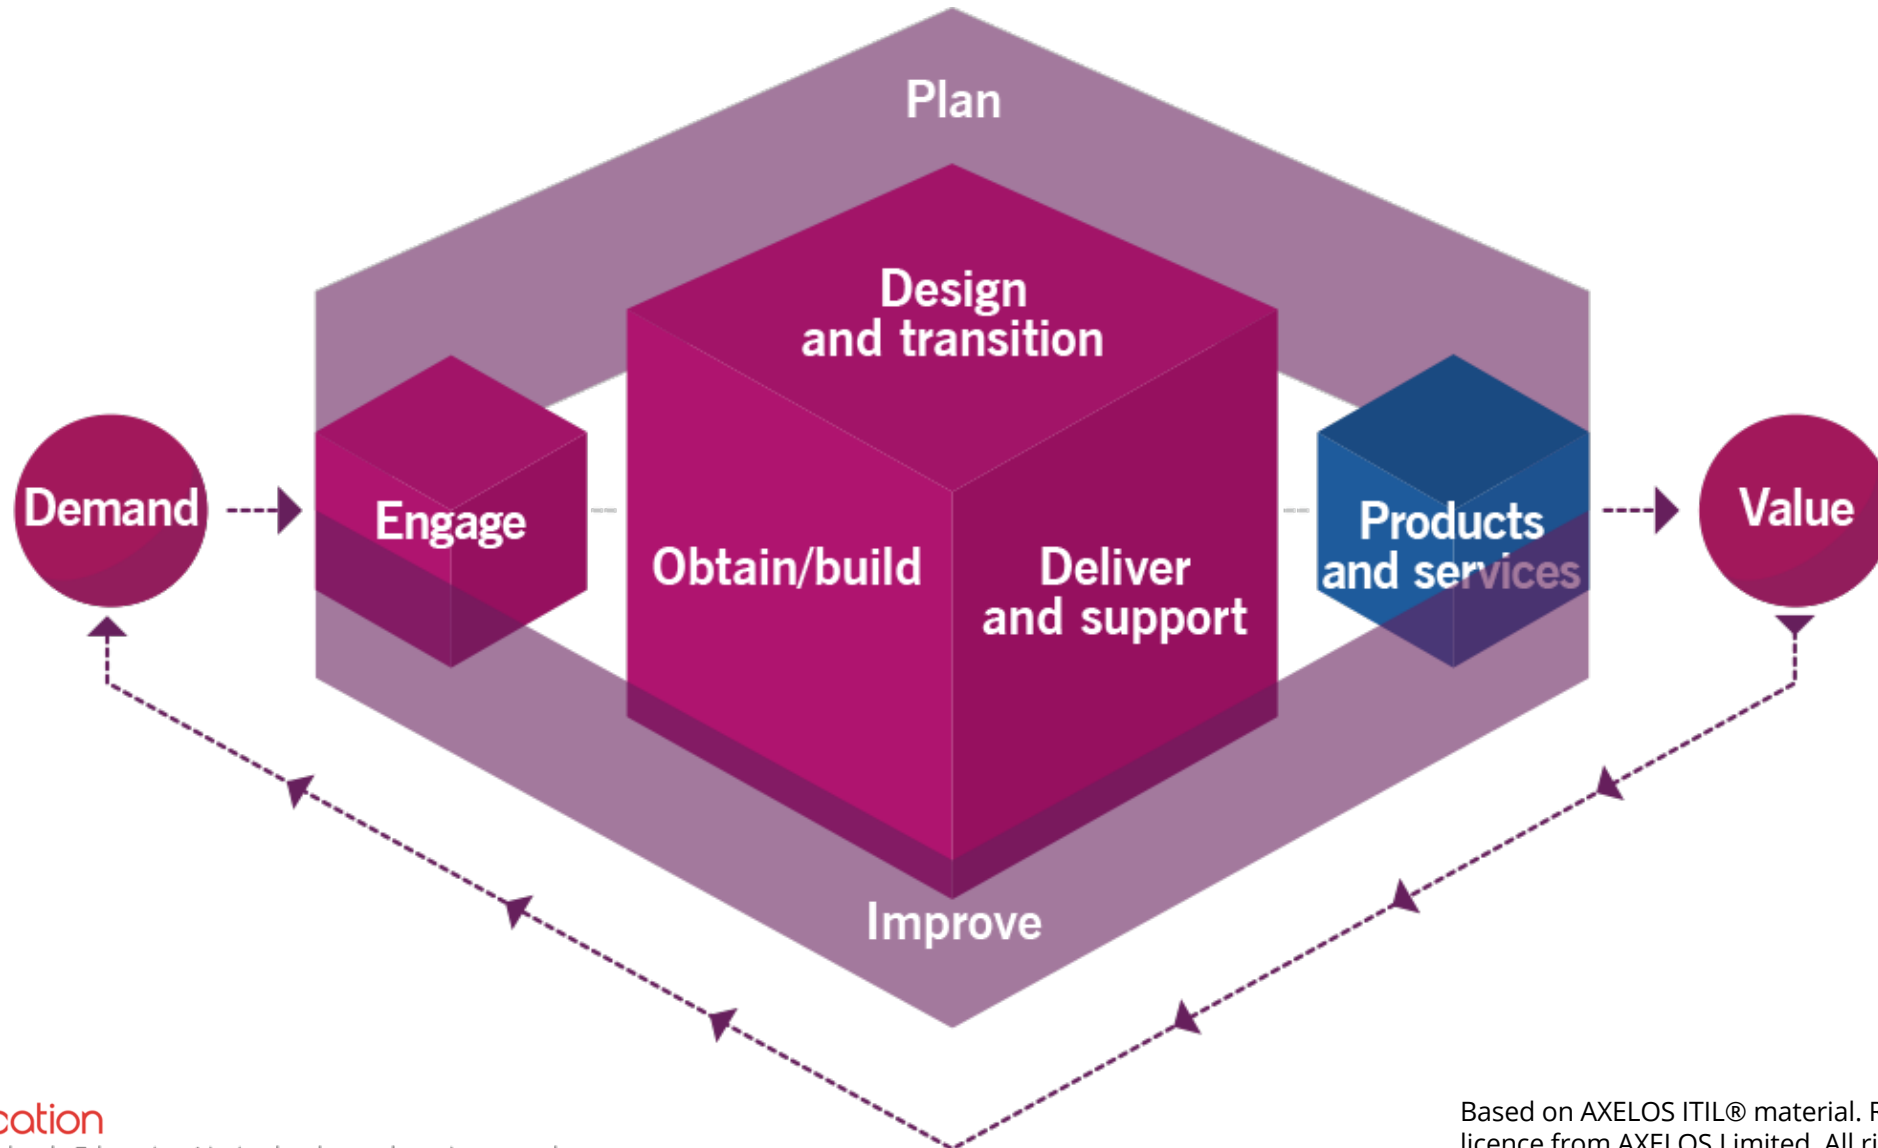 Plan
Design
and transition
Demand
Engage
Obtain/build
Deliver
and support
Products
and services
Value
Improve
cation
Based on AXELOS ITIL® material.
licence from AXELOS Limited. All